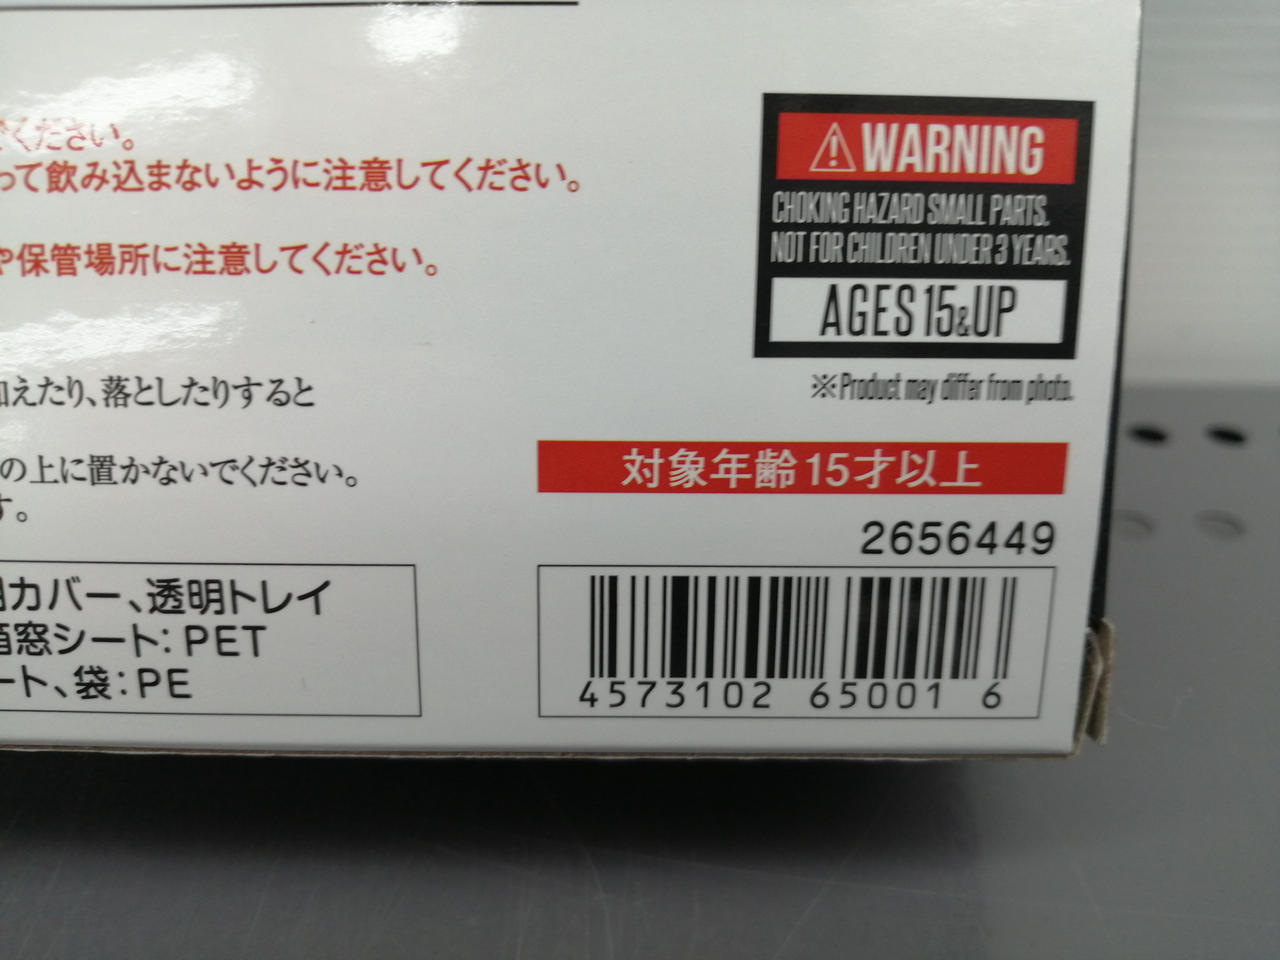 ください。
って飲み込まないように注意してください。
や保管場所に注意してください。
加えたり、落としたりすると
の上に置かないでください。
す。
カバー、透明トレイ
箱窓シート:PET
ート、袋:PE
WARNING
CHOKING HAZARD SMALL PARTS.
NOT FOR CHILDREN UNDER 3 YEARS.
AGES 15&UP
※Product may differ from photo.
対象年齢15才以上
2656449
4573102 65001 6